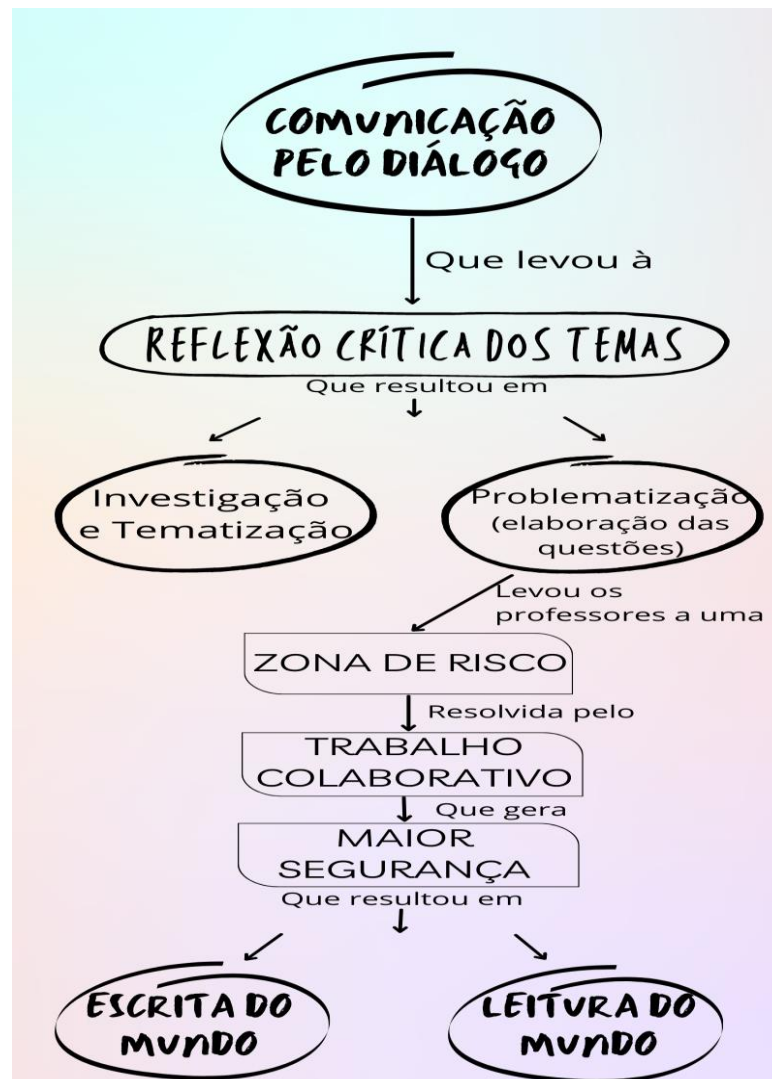 COMUNICAÇÃO
PELO DIÁLOGO
Que levou à
REFLEXÃO CRÍTICA DOS TEMAS
Que resultou em
Investigação
e Tematização
Problematização
(elaboração das
questões)
Levou os
professores a uma
ZONA DE RISCO
Resolvida pelo
TRABALHO
COLABORATIVO
Que gera
MAIOR
SEGURANÇA
Que resultou em
ESCRITA DO
MUNDO
LEITURA DO
MUNDO